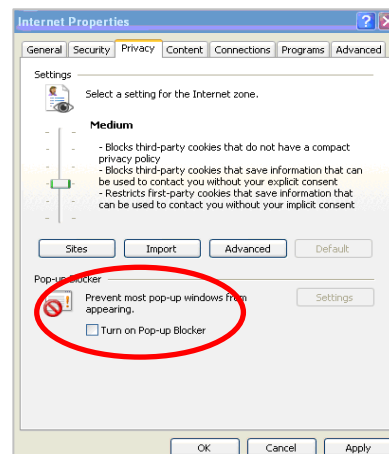 Internet Properties
General Security Privacy Content Connections Programs Advanced
Settings
Select a setting for the Internet zone.
Medium
- Blocks third-party cookies that do not have a compact
privacy policy
- Blocks third-party cookies that save information that can
be used to contact you without your explicit consent
- Restricts first-party cookies that save information that
can be used to contact you without your implicit consent
Sites Import Advanced Default
Pop-up Blocker
Prevent most pop-up windows from
appearing.
Settings
Turn on Pop-up Blocker
OK Cancel Apply